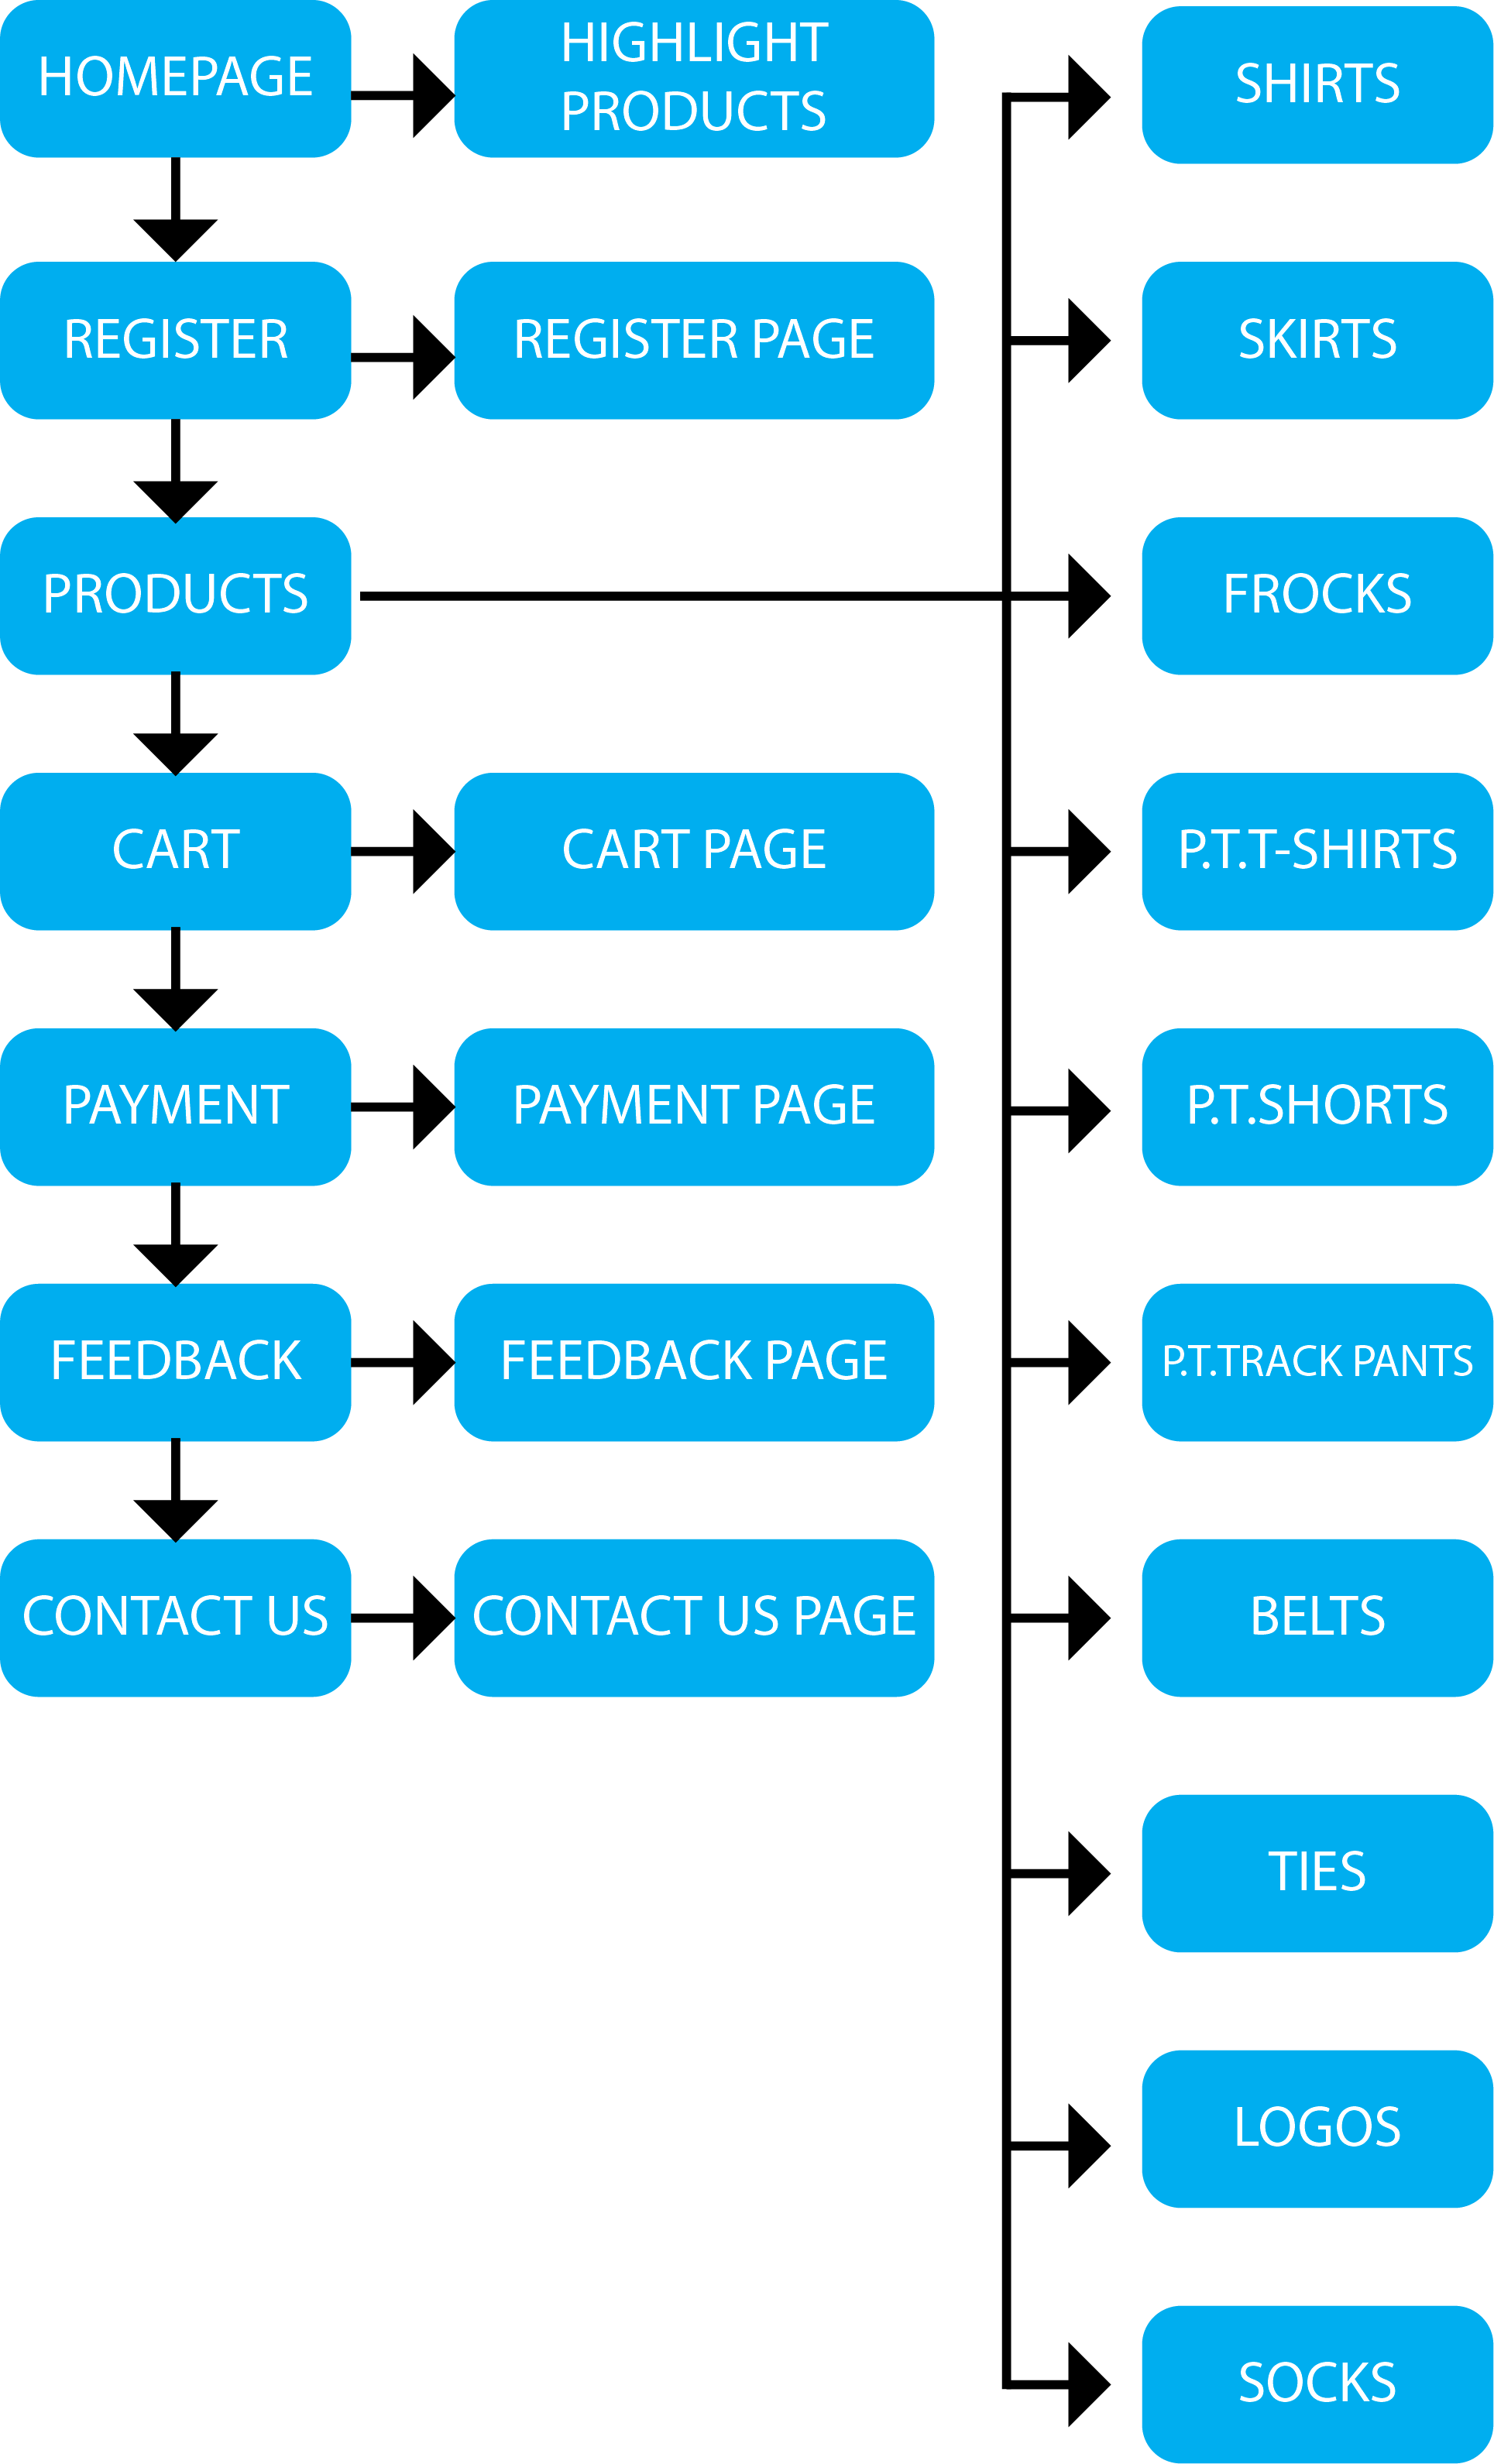 HOMEPAGE
HIGHLIGHT
PRODUCTS
SHIRTS
REGISTER
REGISTER PAGE
SKIRTS
PRODUCTS
FROCKS
CART
CART PAGE
P.T.T-SHIRTS
PAYMENT
PAYMENT PAGE
P.T.SHORTS
FEEDBACK
FEEDBACK PAGE
P.T.TRACK PANTS
CONTACT US
CONTACT US PAGE
BELTS
TIES
LOGOS
SOCKS